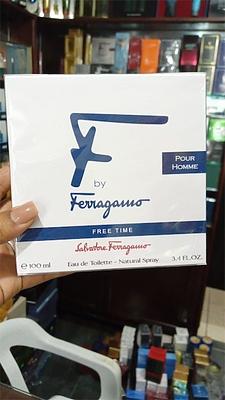 F
by
Ferragamo
POUR
HOMME
FREE TIME
Salvatore Ferragamo
e 100 ml Eau de Toilette - Natural Spray 3.4 FL.OZ.